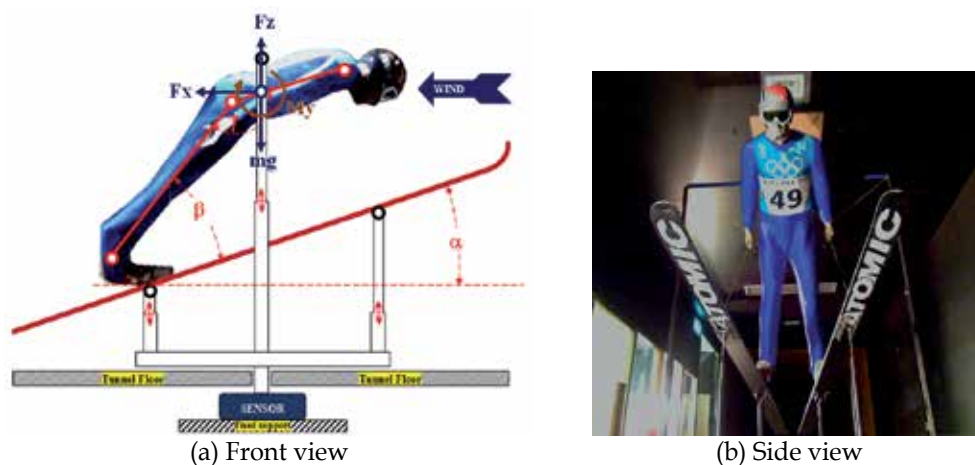 Fz
Fx
My
WIND
mg
β
α
Tunnel Floor
Tunnel Floor
SENSOR
(a) Front view
49
ATOMIC
ATOMIC
(b) Side view